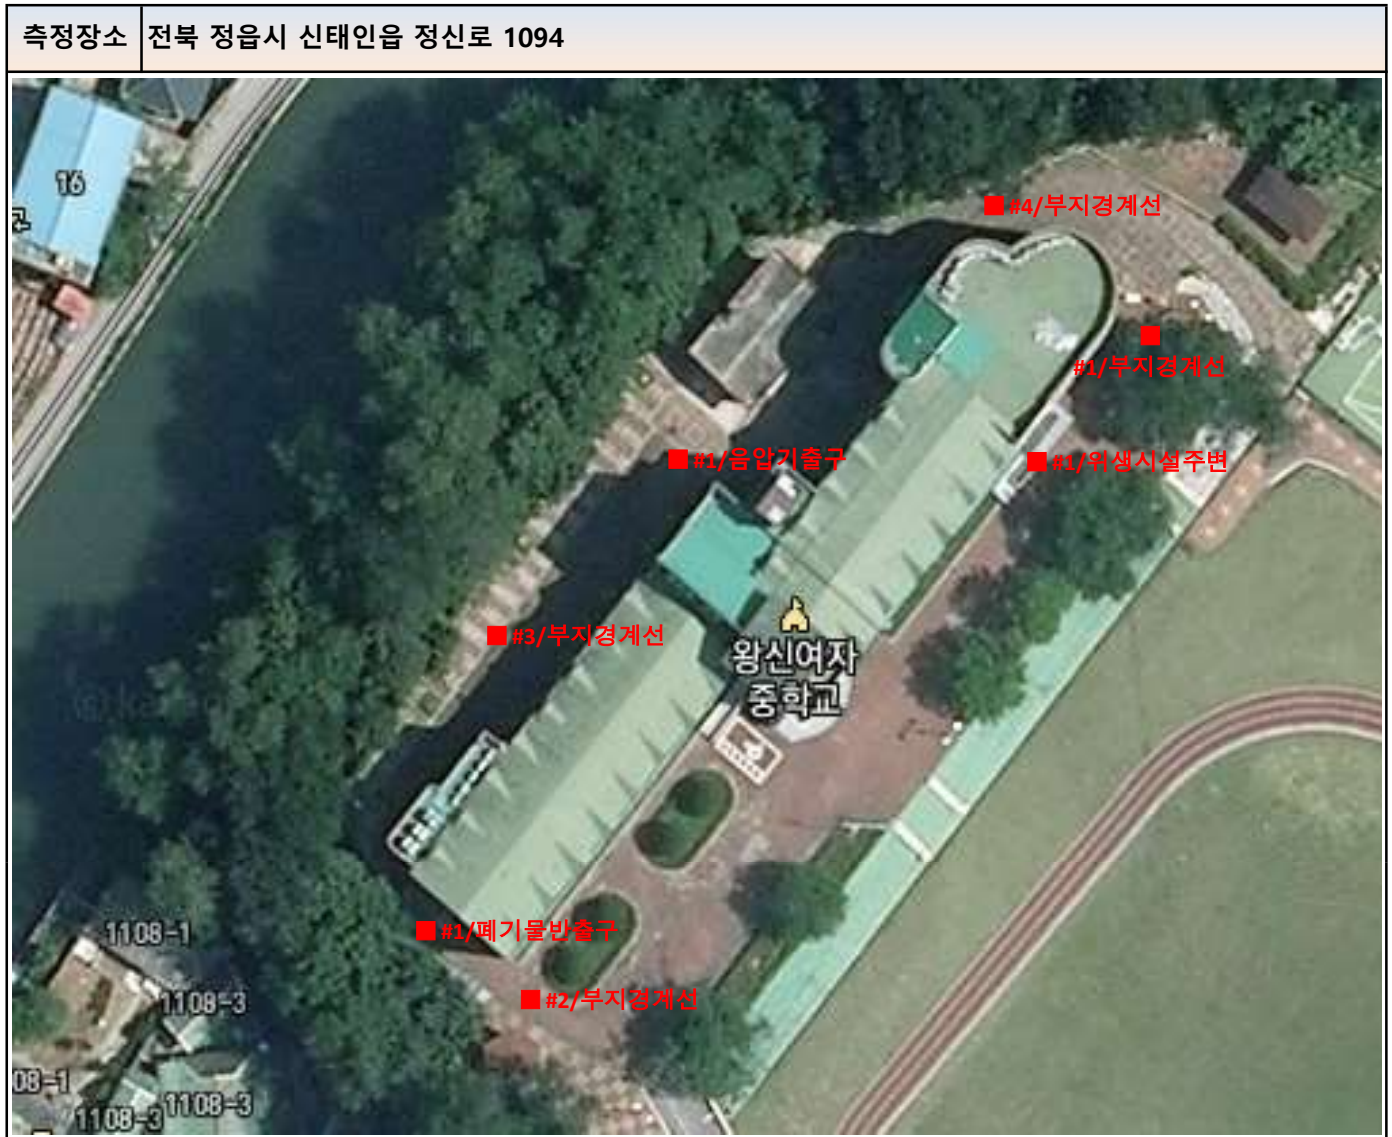 측정장소 전북 정읍시 신태인읍 정신로 1094
16
#4/부지경계선
#1/부지경계선
#1/음압기출구
#1/위생시설주변
#3/부지경계선
왕신여자
중학교
#1/폐기물반출구
1108-1
#2/부지경계선
1108-3
08-1
1108-3
1108-3